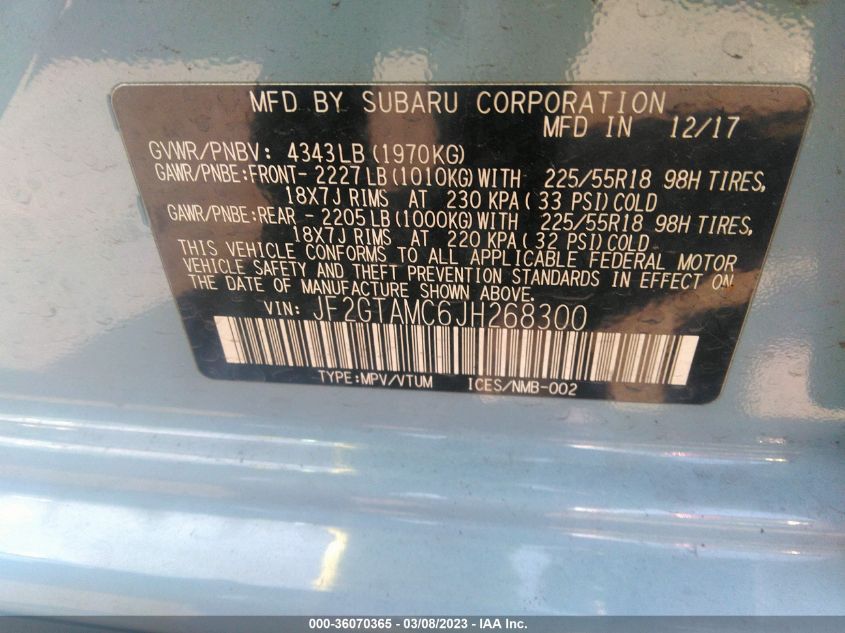 MFD BY SUBARU CORPORATION
MFD IN 12/17
GVWR/PNBV: 4343LB(1970KG)
GAWR/PNBE:FRONT- 2227LB(1010KG)WITH 225/55R18 98H TIRES,
18X7J RIMS AT 230 KPA(33 PSI)COLD
GAWR/PNBE:REAR - 2205LB(1000KG)WITH 225/55R18 98H TIRES,
18X7J RIMS AT 220 KPA(32 PSI)COLD
THIS VEHICLE CONFORMS TO ALL APPLICABLE FEDERAL MOTOR
VEHICLE SAFETY AND THEFT PREVENTION STANDARDS IN EFFECT ON
THE DATE OF MANUFACTURE SHOWN ABOVE.
VIN: JF2GTAMC6JH268300
TYPE:MPV/VTUM ICES/NMB-002
000-36070365 - 03/08/2023 - IAA Inc.